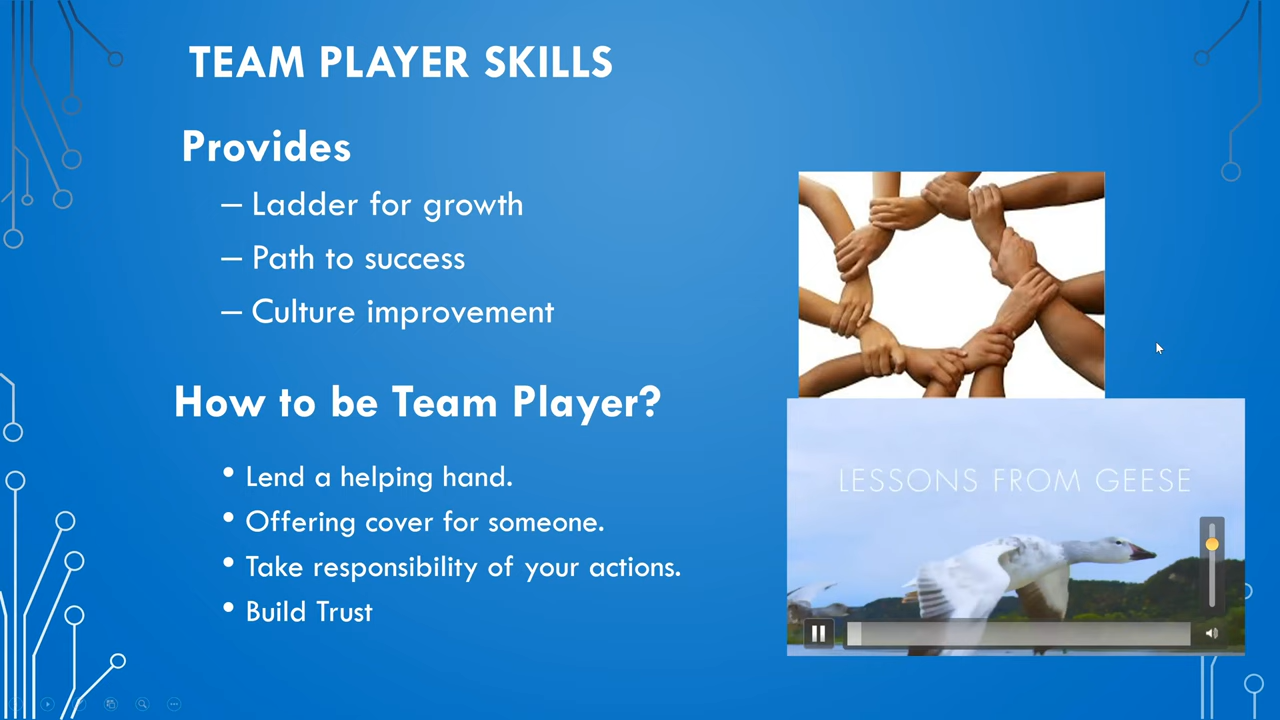 TEAM PLAYER SKILLS
Provides
– Ladder for growth
– Path to success
– Culture improvement
How to be Team Player?
• Lend a helping hand.
• Offering cover for someone.
• Take responsibility of your actions.
• Build Trust
LESSONS FROM GEESE